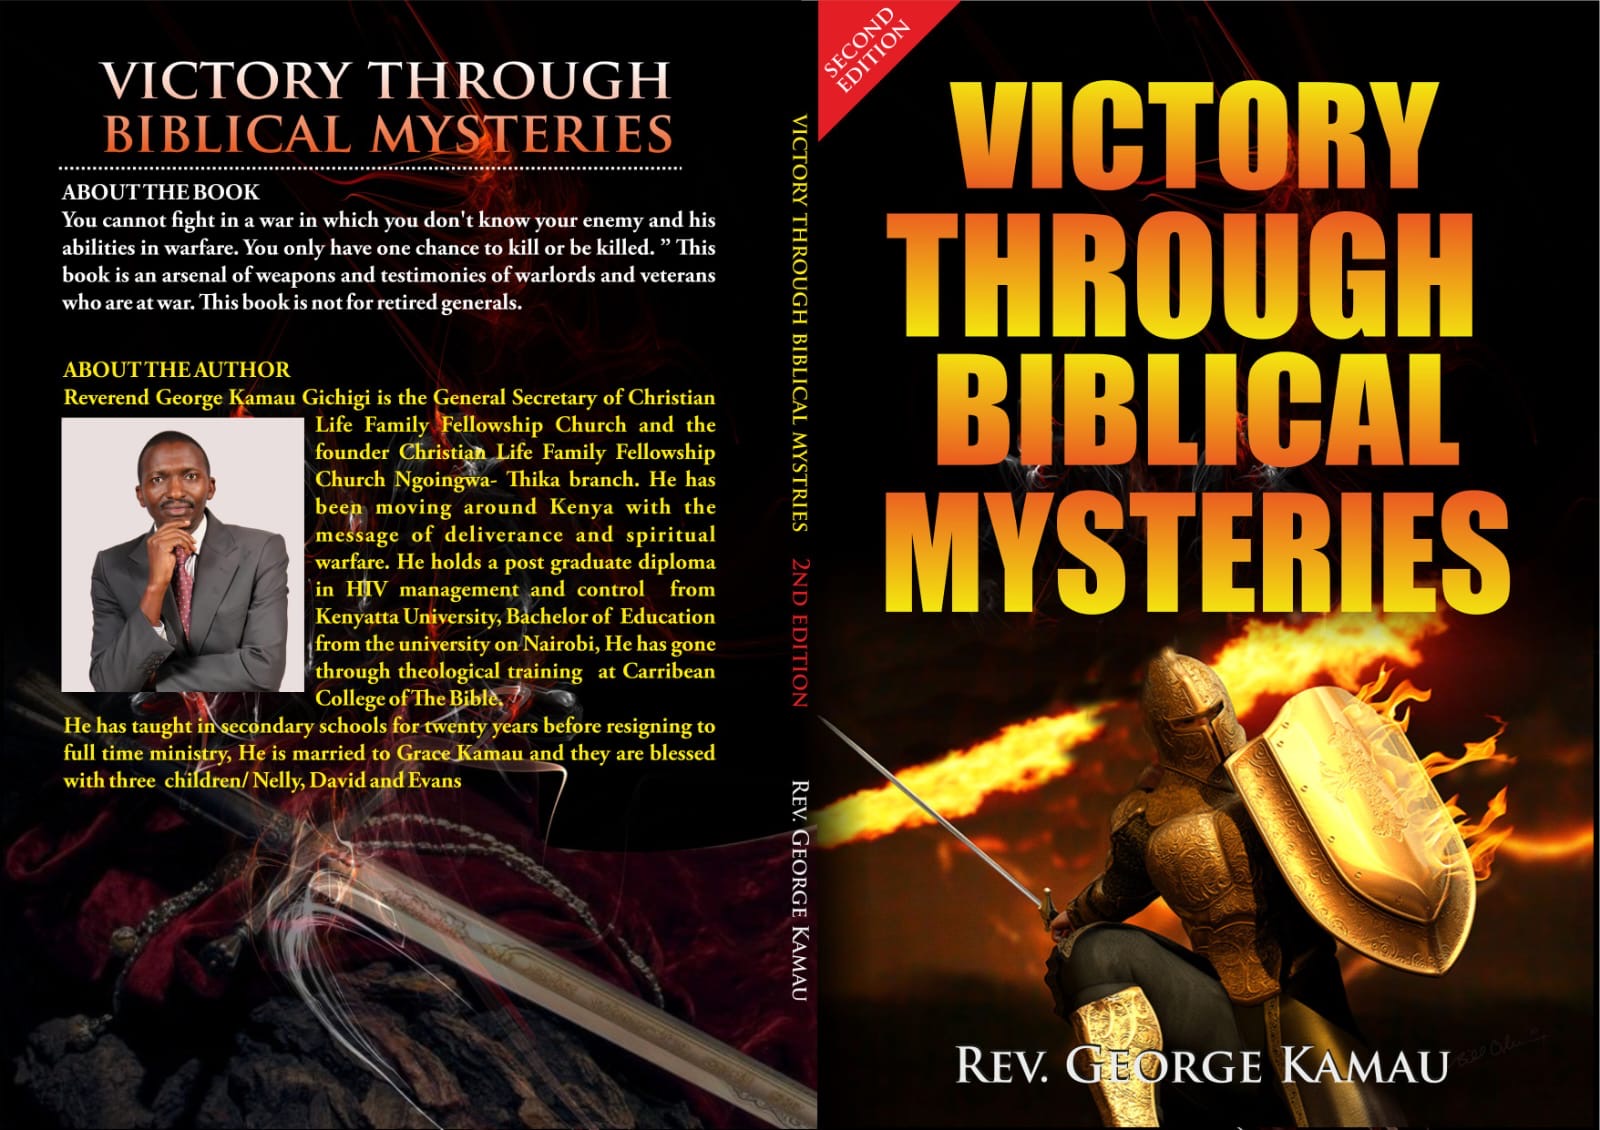 VICTORY THROUGH
BIBLICAL MYSTERIES
ABOUT THE BOOK
You cannot fight in a war in which you don't know your enemy and his
abilities in warfare. You only have one chance to kill or be killed. ” This
book is an arsenal of weapons and testimonies of warlords and veterans
who are at war. This book is not for retired generals.
ABOUT THE AUTHOR
Reverend George Kamau Gichigi is the General Secretary of Christian
Life Family Fellowship Church and the
founder Christian Life Family Fellowship
Church Ngoingwa- Thika branch. He has
been moving around Kenya with the
message of deliverance and spiritual
warfare. He holds a post graduate diploma
in HIV management and control from
Kenyatta University, Bachelor of Education
from the university on Nairobi, He has gone
through theological training at Carribean
College of The Bible.
He has taught in secondary schools for twenty years before resigning to
full time ministry, He is married to Grace Kamau and they are blessed
with three children/ Nelly, David and Evans
VICTORY THROUGH BIBLICAL MYSTRIES 2ND EDITION REV. GEORGE KAMAU
SECOND
EDITION
VICTORY
THROUGH
BIBLICAL
MYSTERIES
REV. GEORGE KAMAU